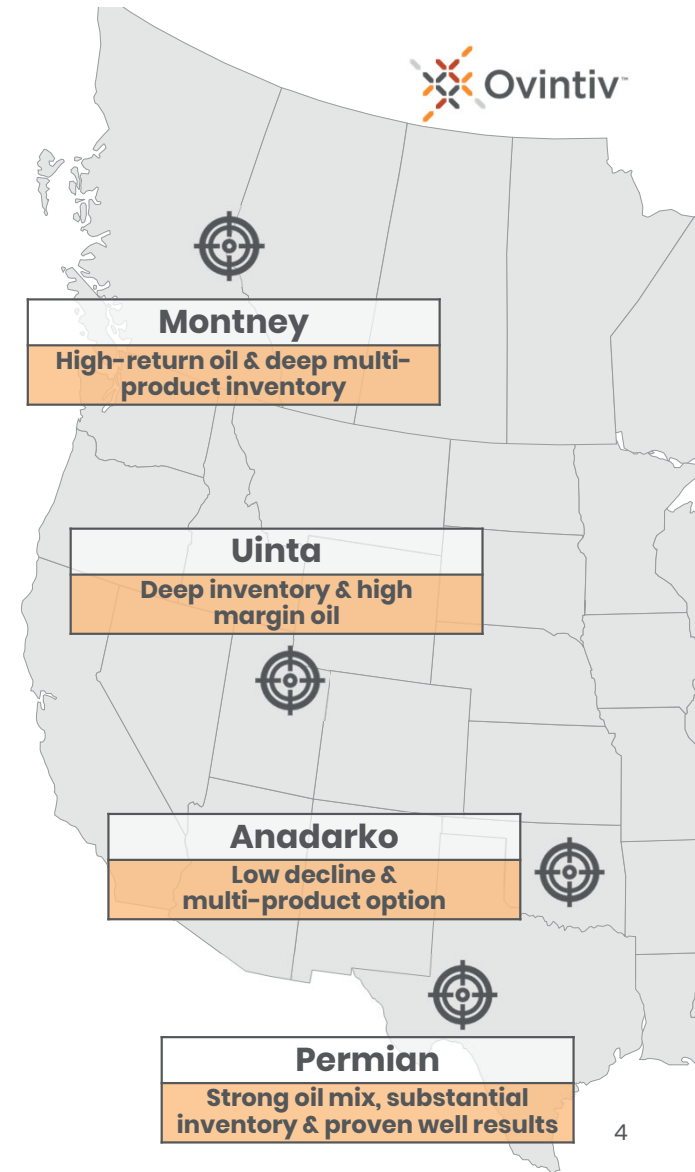 Ovintiv™
Montney
High-return oil & deep multi-
product inventory
Uinta
Deep inventory & high
margin oil
Anadarko
Low decline &
multi-product option
Permian
Strong oil mix, substantial
inventory & proven well results
4